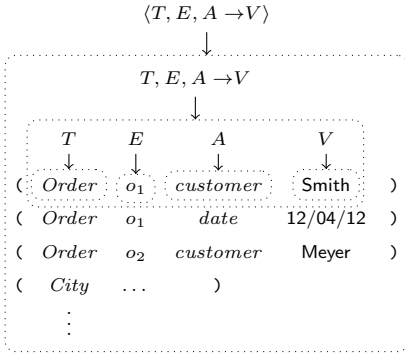 ⟨T, E, A →V⟩
T, E, A →V
T E A V
( Order o₁ customer Smith )
( Order o₁ date 12/04/12 )
( Order o₂ customer Meyer )
( City ... )
⋮